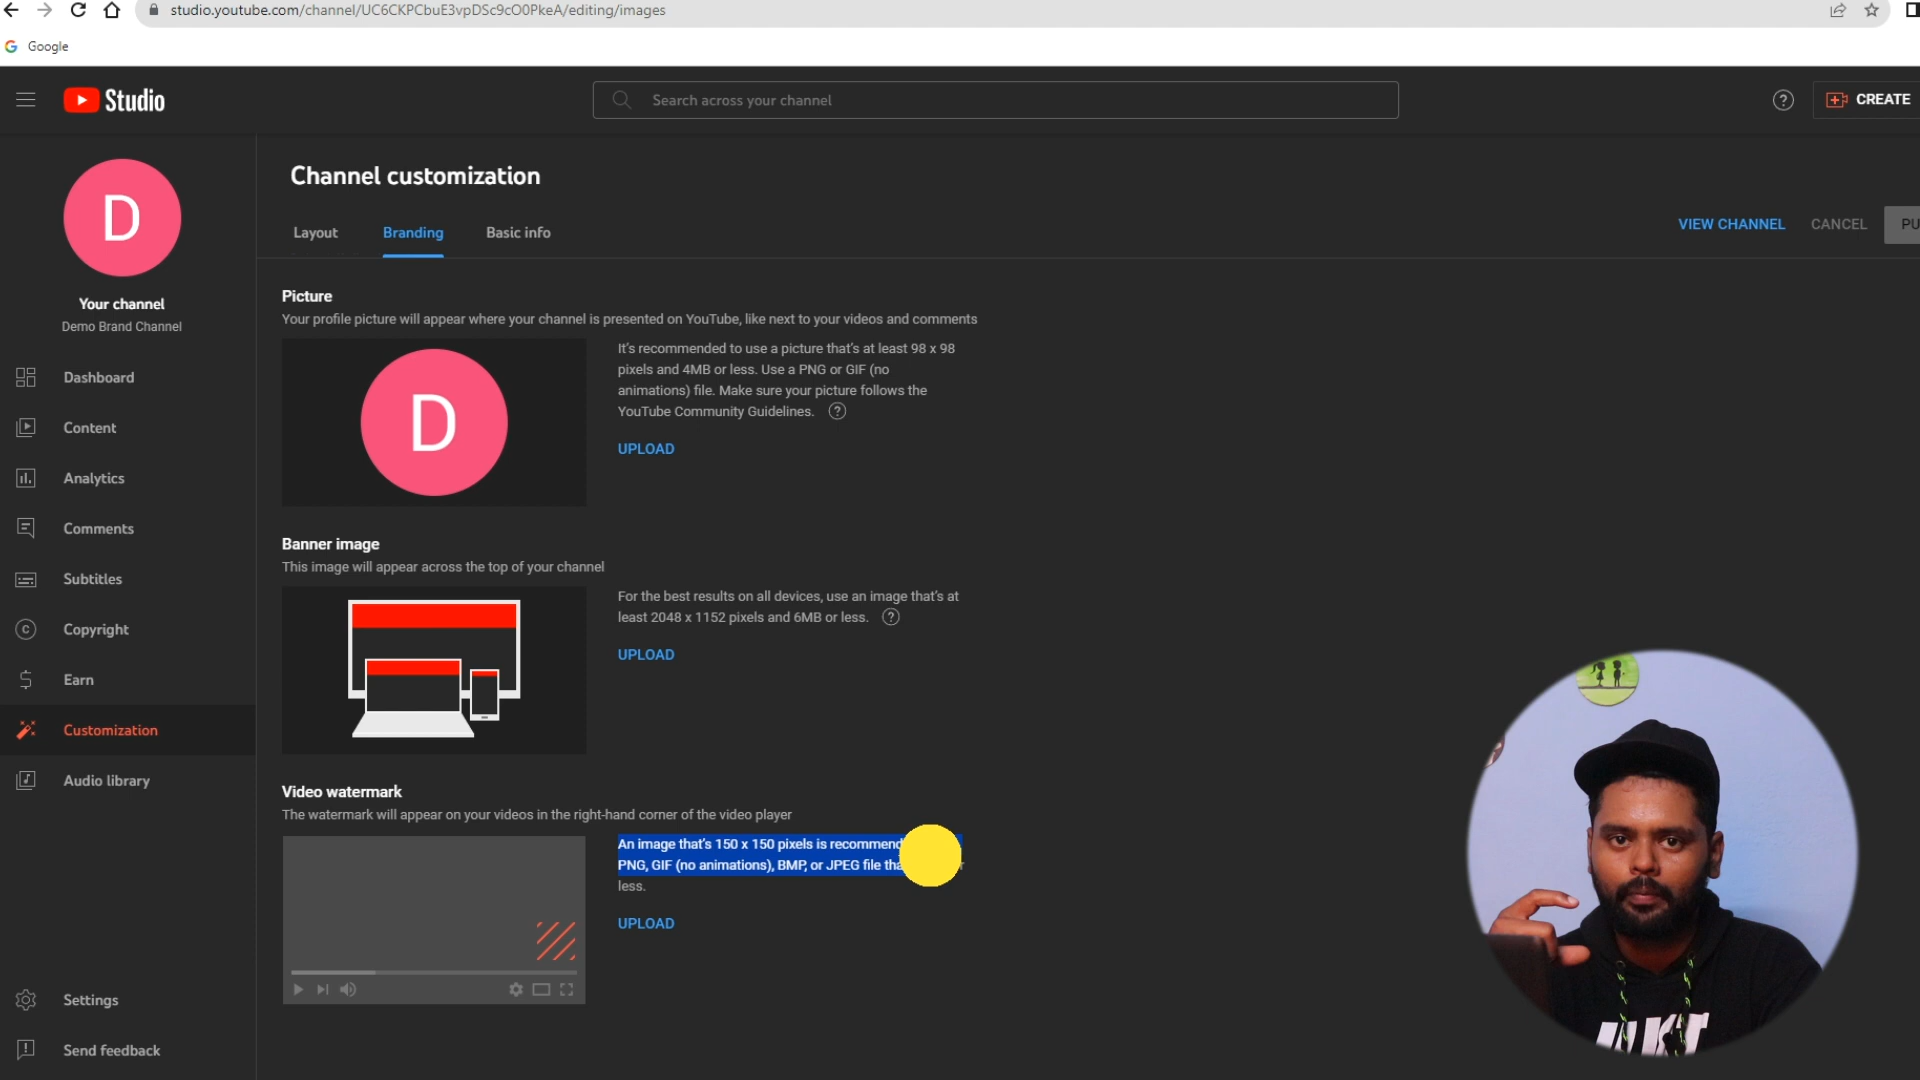 studio.youtube.com/channel/UC6CKPCbuE3vpDSc9cO0PkeA/editing/images
Google
Studio
Search across your channel
CREATE
D
Your channel
Demo Brand Channel
Dashboard
Content
Analytics
Comments
Subtitles
Copyright
Earn
Customization
Audio library
Settings
Send feedback
Channel customization
Layout
Branding
Basic info
VIEW CHANNEL
CANCEL
PU
Picture
Your profile picture will appear where your channel is presented on YouTube, like next to your videos and comments
D
It's recommended to use a picture that's at least 98 x 98
pixels and 4MB or less. Use a PNG or GIF (no
animations) file. Make sure your picture follows the
YouTube Community Guidelines.
UPLOAD
Banner image
This image will appear across the top of your channel
For the best results on all devices, use an image that's at
least 2048 x 1152 pixels and 6MB or less.
UPLOAD
Video watermark
The watermark will appear on your videos in the right-hand corner of the video player
An image that's 150 x 150 pixels is recommend
PNG, GIF (no animations), BMP, or JPEG file tha
less.
UPLOAD